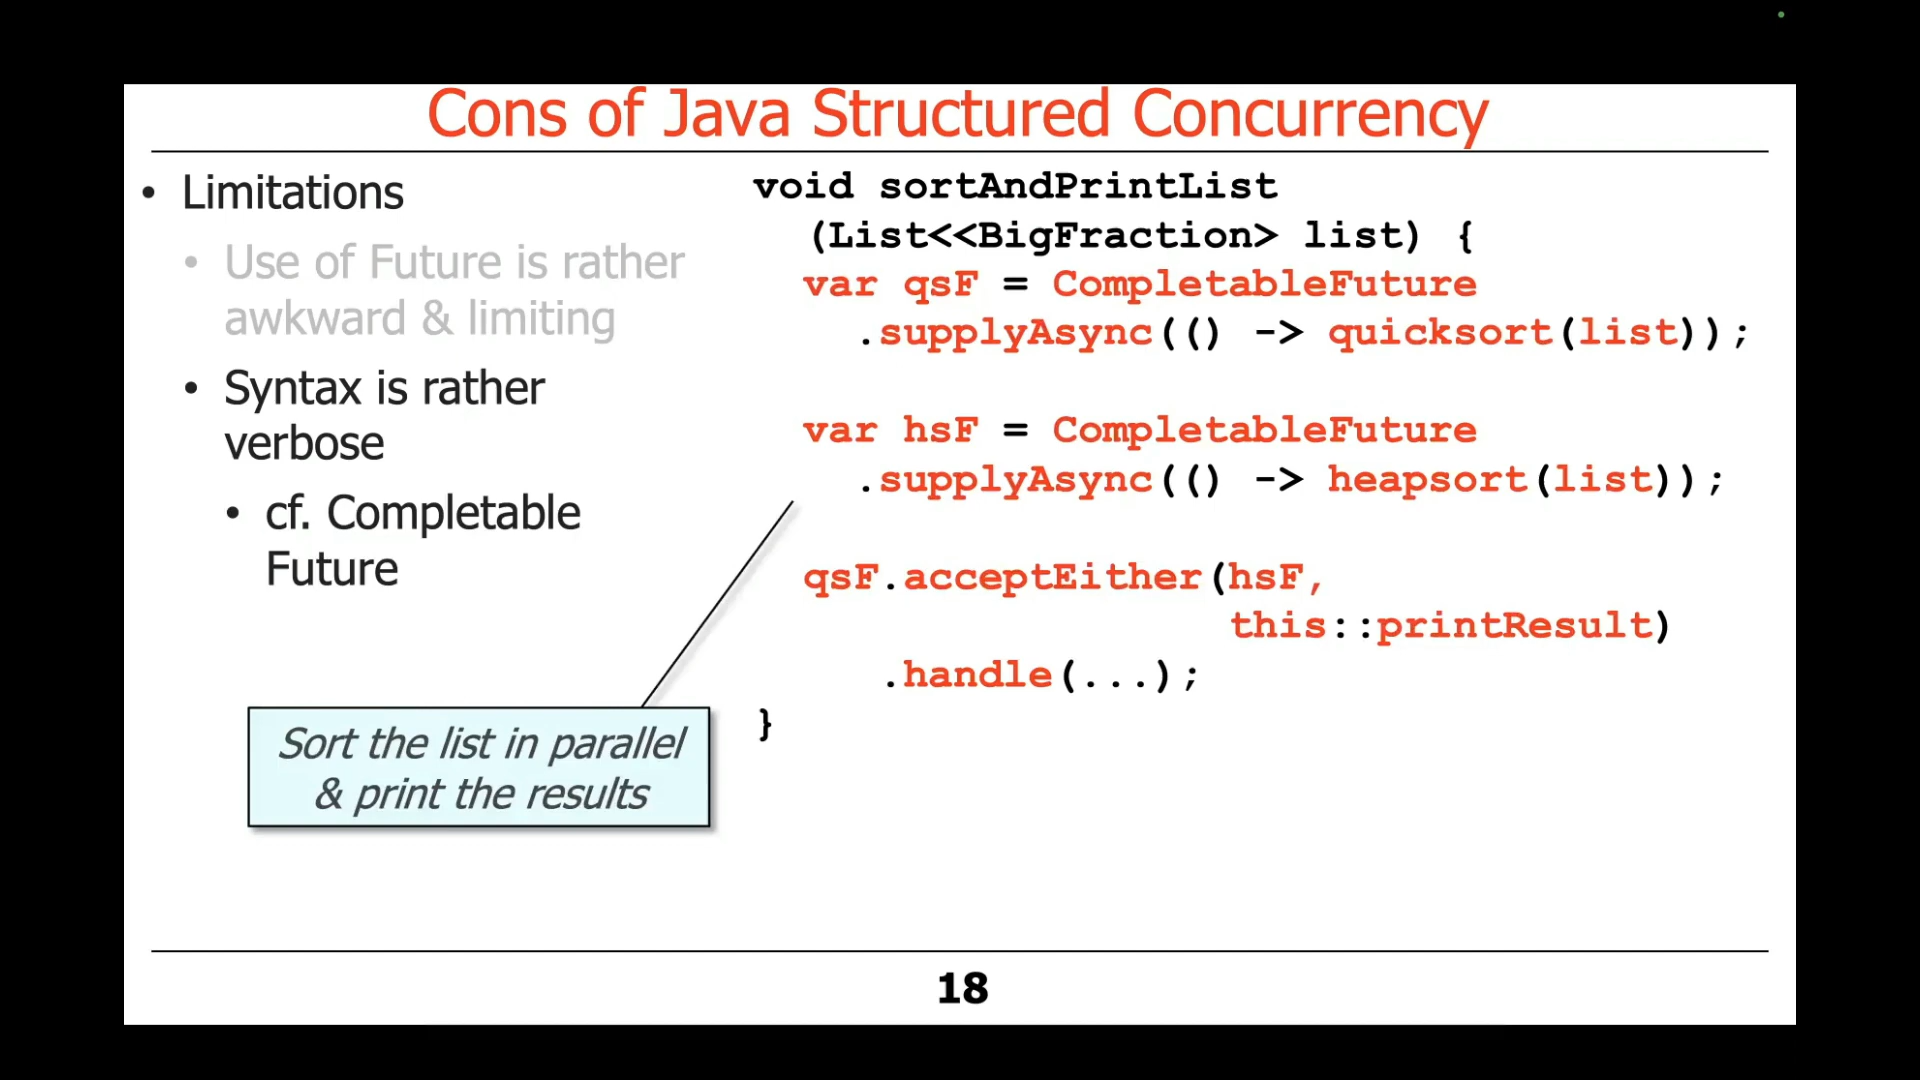 Cons of Java Structured Concurrency
• Limitations
• Use of Future is rather
awkward & limiting
• Syntax is rather
verbose
• cf. Completable
Future
void sortAndPrintList
(List<<BigFraction> list) {
var qsF = CompletableFuture
.supplyAsync(() -> quicksort(list));
var hsF = CompletableFuture
.supplyAsync(() -> heapsort(list));
qsF.acceptEither(hsF,
this::printResult)
.handle(...);
}
Sort the list in parallel
& print the results
18